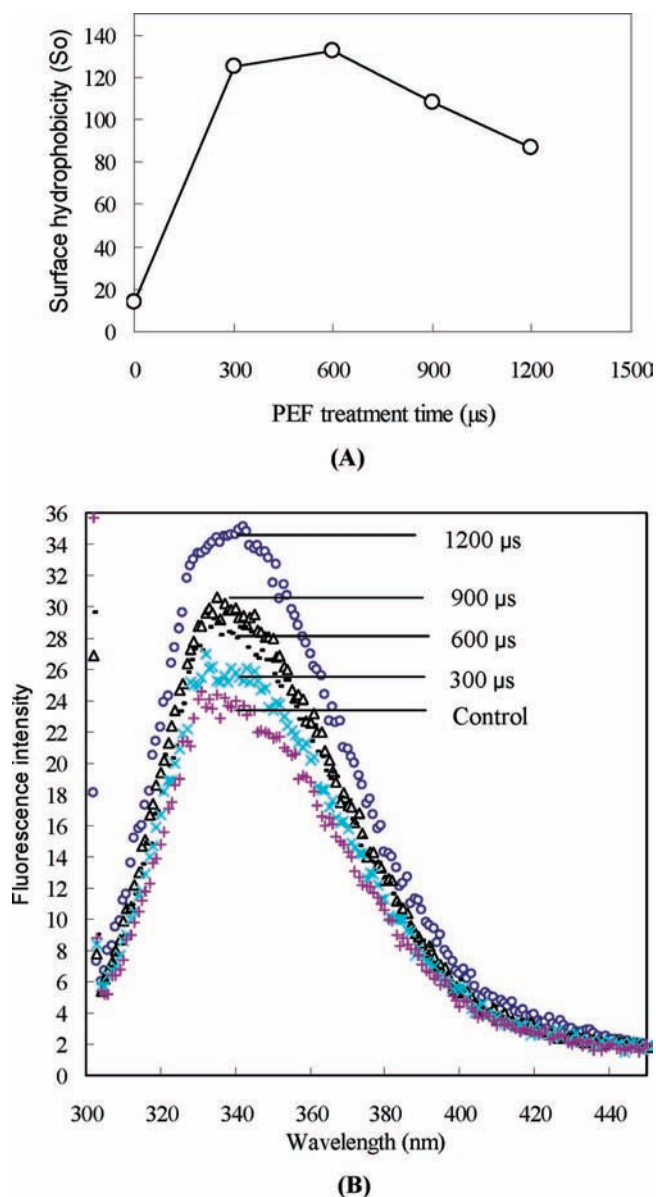 Surface hydrophobicity (So)
140
120
100
80
60
40
20
0
0 300 600 900 1200 1500
PEF treatment time (μs)
(A)
Fluorescence intensity
36
34
32
30
28
26
24
22
20
18
16
14
12
10
8
6
4
2
0
1200 μs
900 μs
600 μs
300 μs
Control
300 320 340 360 380 400 420 440
Wavelength (nm)
(B)